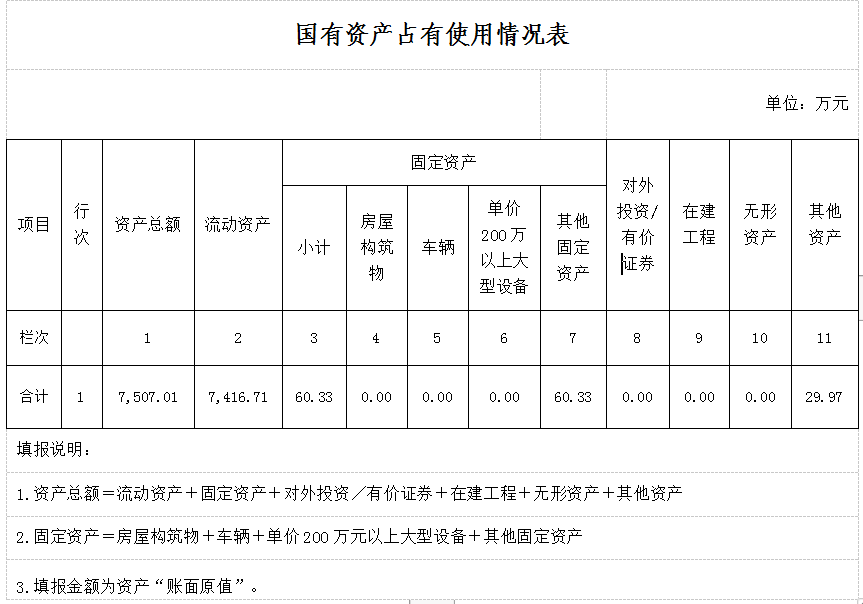 国有资产占有使用情况表
单位：万元
项目 行次 资产总额 流动资产 固定资产 对外投资/有价证券 在建工程 无形资产 其他资产
小计 房屋构筑物 车辆 单价200万以上大型设备 其他固定资产
栏次 1 2 3 4 5 6 7 8 9 10 11
合计 1 7,507.01 7,416.71 60.33 0.00 0.00 0.00 60.33 0.00 0.00 0.00 29.97
填报说明：
1.资产总额＝流动资产＋固定资产＋对外投资／有价证券＋在建工程＋无形资产＋其他资产
2.固定资产＝房屋构筑物＋车辆＋单价200万元以上大型设备＋其他固定资产
3.填报金额为资产“账面原值”。